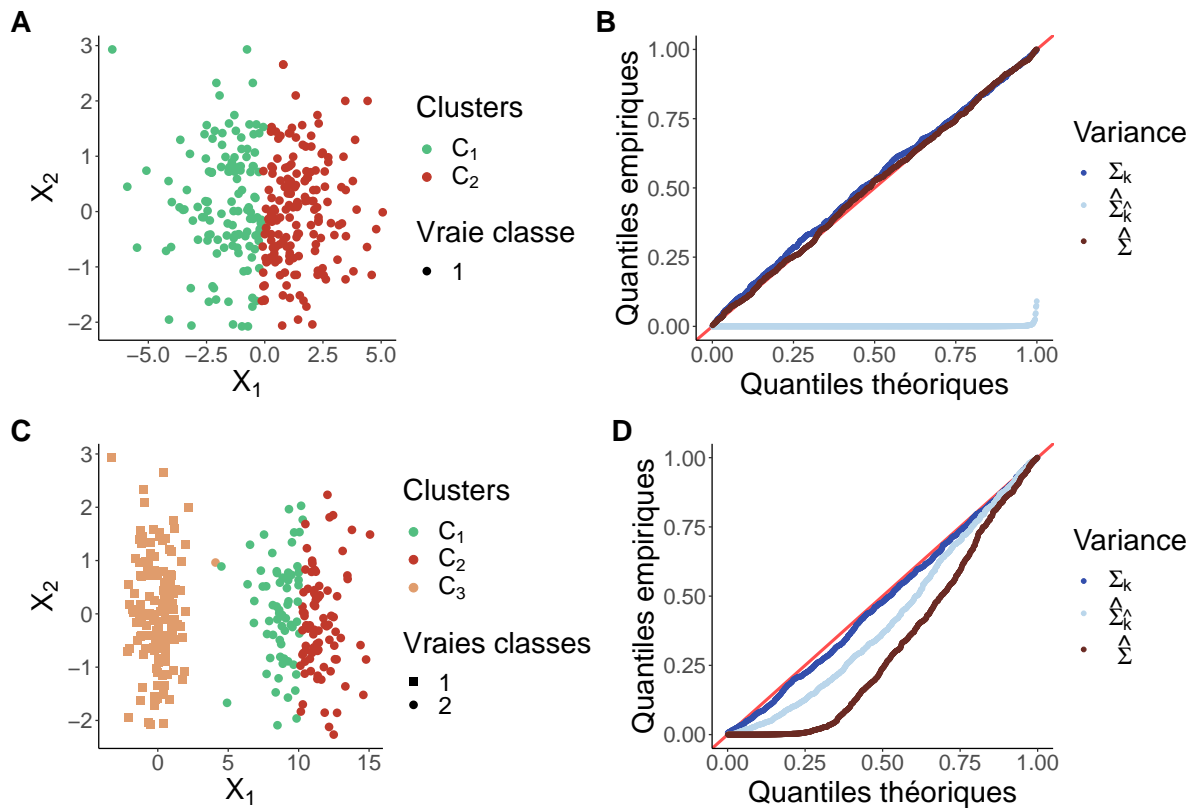 A
X₂
3
2
1
0
−1
−2
−5.0
−2.5
0.0
2.5
5.0
X₁
Clusters
C₁
C₂
Vraie classe
1
B
Quantiles empiriques
1.00
0.75
0.50
0.25
0.00
0.00
0.25
0.50
0.75
1.00
Quantiles théoriques
Variance
Σₖ
Σ̂ₖ̂
Σ̂
C
X₂
3
2
1
0
−1
−2
0
5
10
15
X₁
Clusters
C₁
C₂
C₃
Vraies classes
1
2
D
Quantiles empiriques
1.00
0.75
0.50
0.25
0.00
0.00
0.25
0.50
0.75
1.00
Quantiles théoriques
Variance
Σₖ
Σ̂ₖ̂
Σ̂